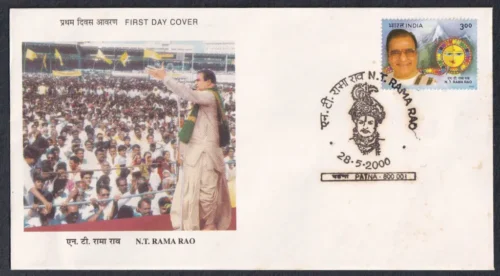 प्रथम दिवस आवरण FIRST DAY COVER
भारत INDIA 3.00
एन. टी. रामा राव
N. T. RAMA RAO
एन. टी. रामा राव N.T. RAMA RAO
28-5-2000
PATNA - 800 001
एन. टी. रामा राव N.T. RAMA RAO